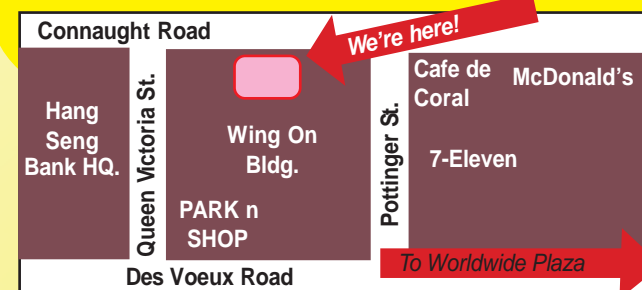 Connaught Road
We're here!
Hang
Seng
Bank HQ.
Queen Victoria St.
Wing On
Bldg.
PARK n
SHOP
Pottinger St.
Cafe de
Coral
McDonald's
7-Eleven
To Worldwide Plaza
Des Voeux Road